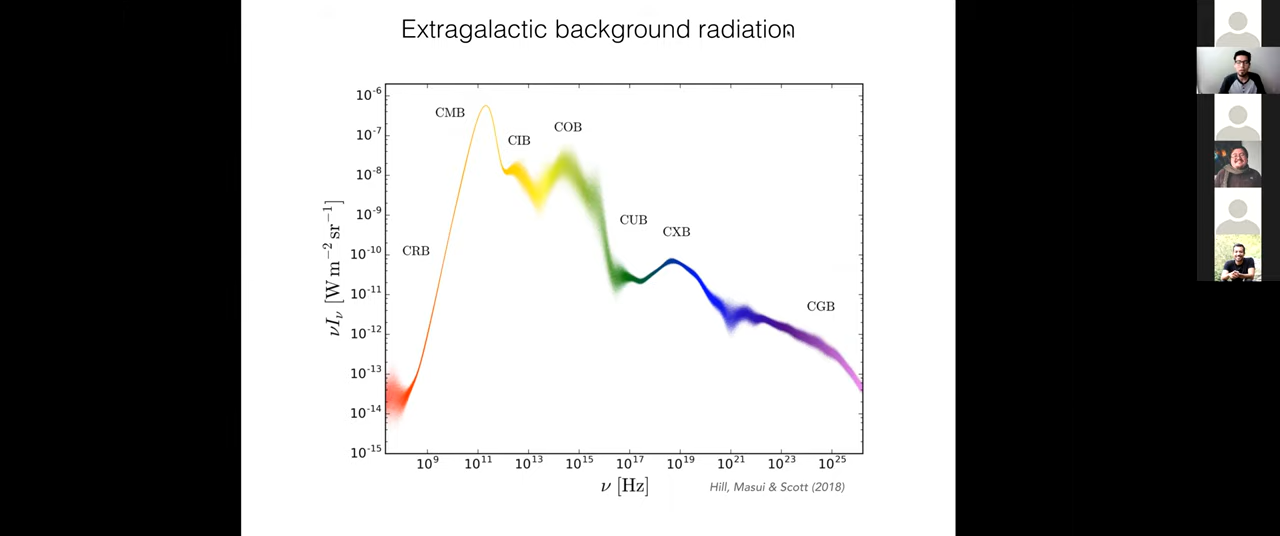 Extragalactic background radiation
10^-6
10^-7
10^-8
10^-9
10^-10
10^-11
10^-12
10^-13
10^-14
10^-15
νI_ν [W m^-2 sr^-1]
CMB
CIB
COB
CUB
CXB
CRB
CGB
10^9 10^11 10^13 10^15 10^17 10^19 10^21 10^23 10^25
ν [Hz]
Hill, Masui & Scott (2018)